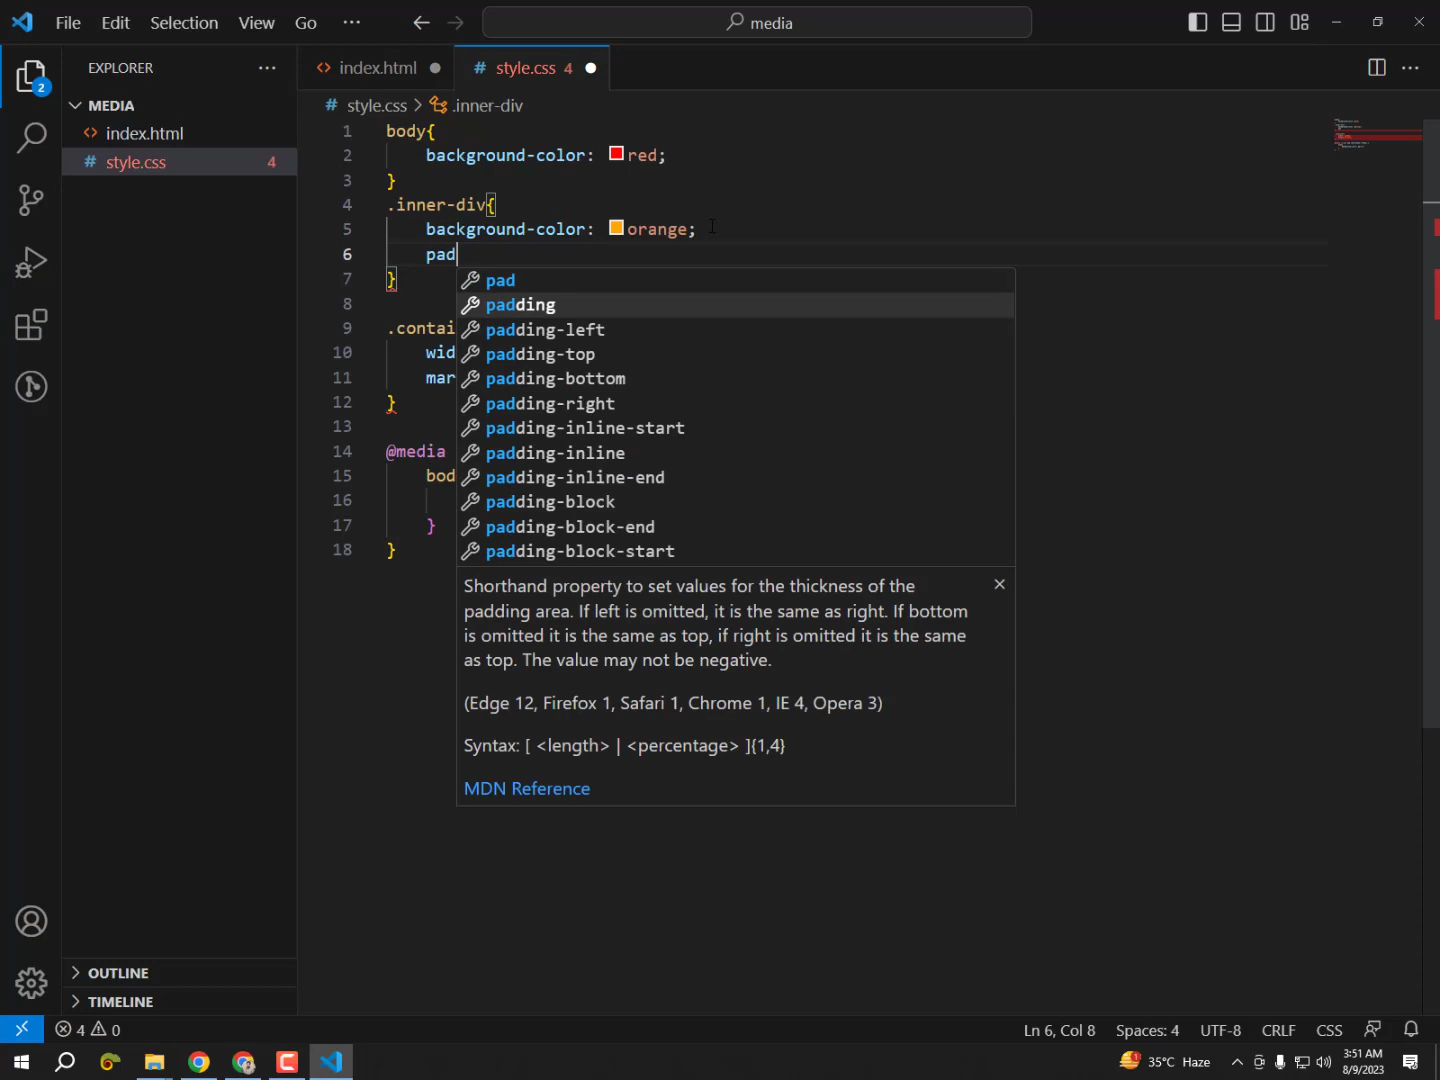 File Edit Selection View Go ··· media
EXPLORER ···
MEDIA
index.html
style.css 4
2
index.html
style.css 4
style.css > .inner-div
1 body{
2 background-color: red;
3 }
4 .inner-div{
5 background-color: orange;
6 pad
7 }
8
9 .contai
10 wid
11 mar
12 }
13
14 @media
15 bod
16
17 }
18 }
pad
padding
padding-left
padding-top
padding-bottom
padding-right
padding-inline-start
padding-inline
padding-inline-end
padding-block
padding-block-end
padding-block-start
Shorthand property to set values for the thickness of the
padding area. If left is omitted, it is the same as right. If bottom
is omitted it is the same as top, if right is omitted it is the same
as top. The value may not be negative.
(Edge 12, Firefox 1, Safari 1, Chrome 1, IE 4, Opera 3)
Syntax: [ <length> | <percentage> ]{1,4}
MDN Reference
OUTLINE
TIMELINE
4 0 Ln 6, Col 8 Spaces: 4 UTF-8 CRLF CSS
35°C Haze 3:51 AM
8/9/2023